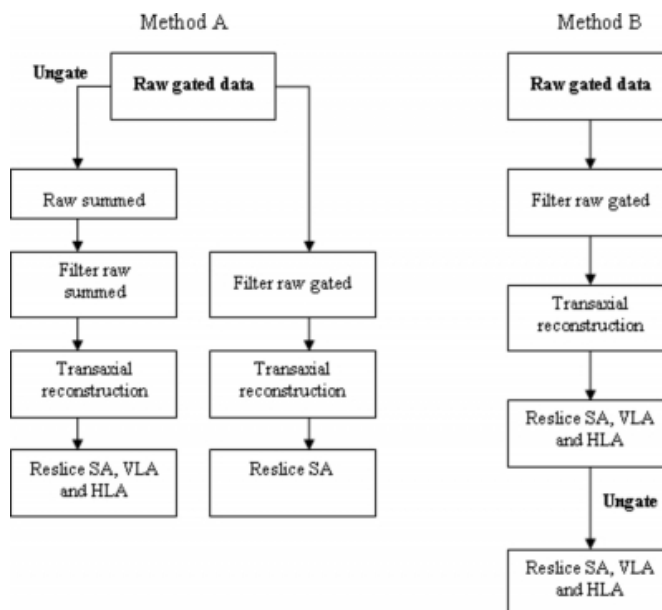 Method A
Ungate
Raw gated data
Raw summed
Filter raw
summed
Transaxial
reconstruction
Reslice SA, VLA
and HLA
Filter raw gated
Transaxial
reconstruction
Reslice SA
Method B
Raw gated data
Filter raw gated
Transaxial
reconstruction
Reslice SA, VLA
and HLA
Ungate
Reslice SA, VLA
and HLA